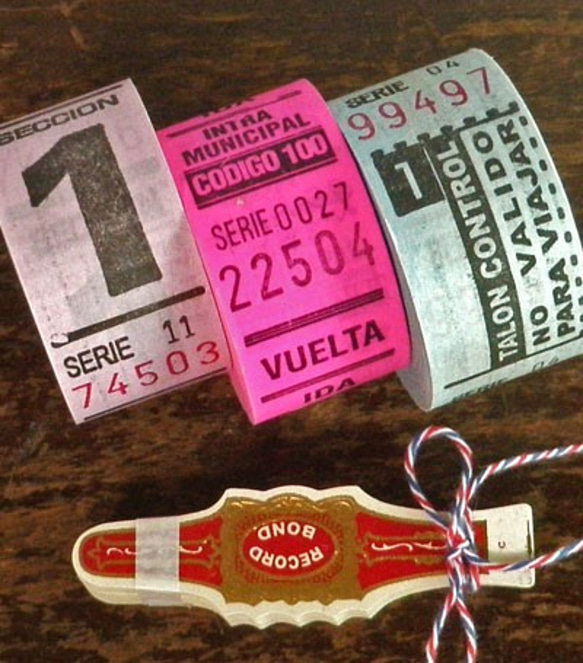 SECCION
1
SERIE 11
74503
IDA
INTRA
MUNICIPAL
CODIGO 100
SERIE 0027
22504
VUELTA
IDA
SERIE 04
99497
1
TALON CONTROL
NO VALIDO
PARA VIAJAR
RECORD
BOND